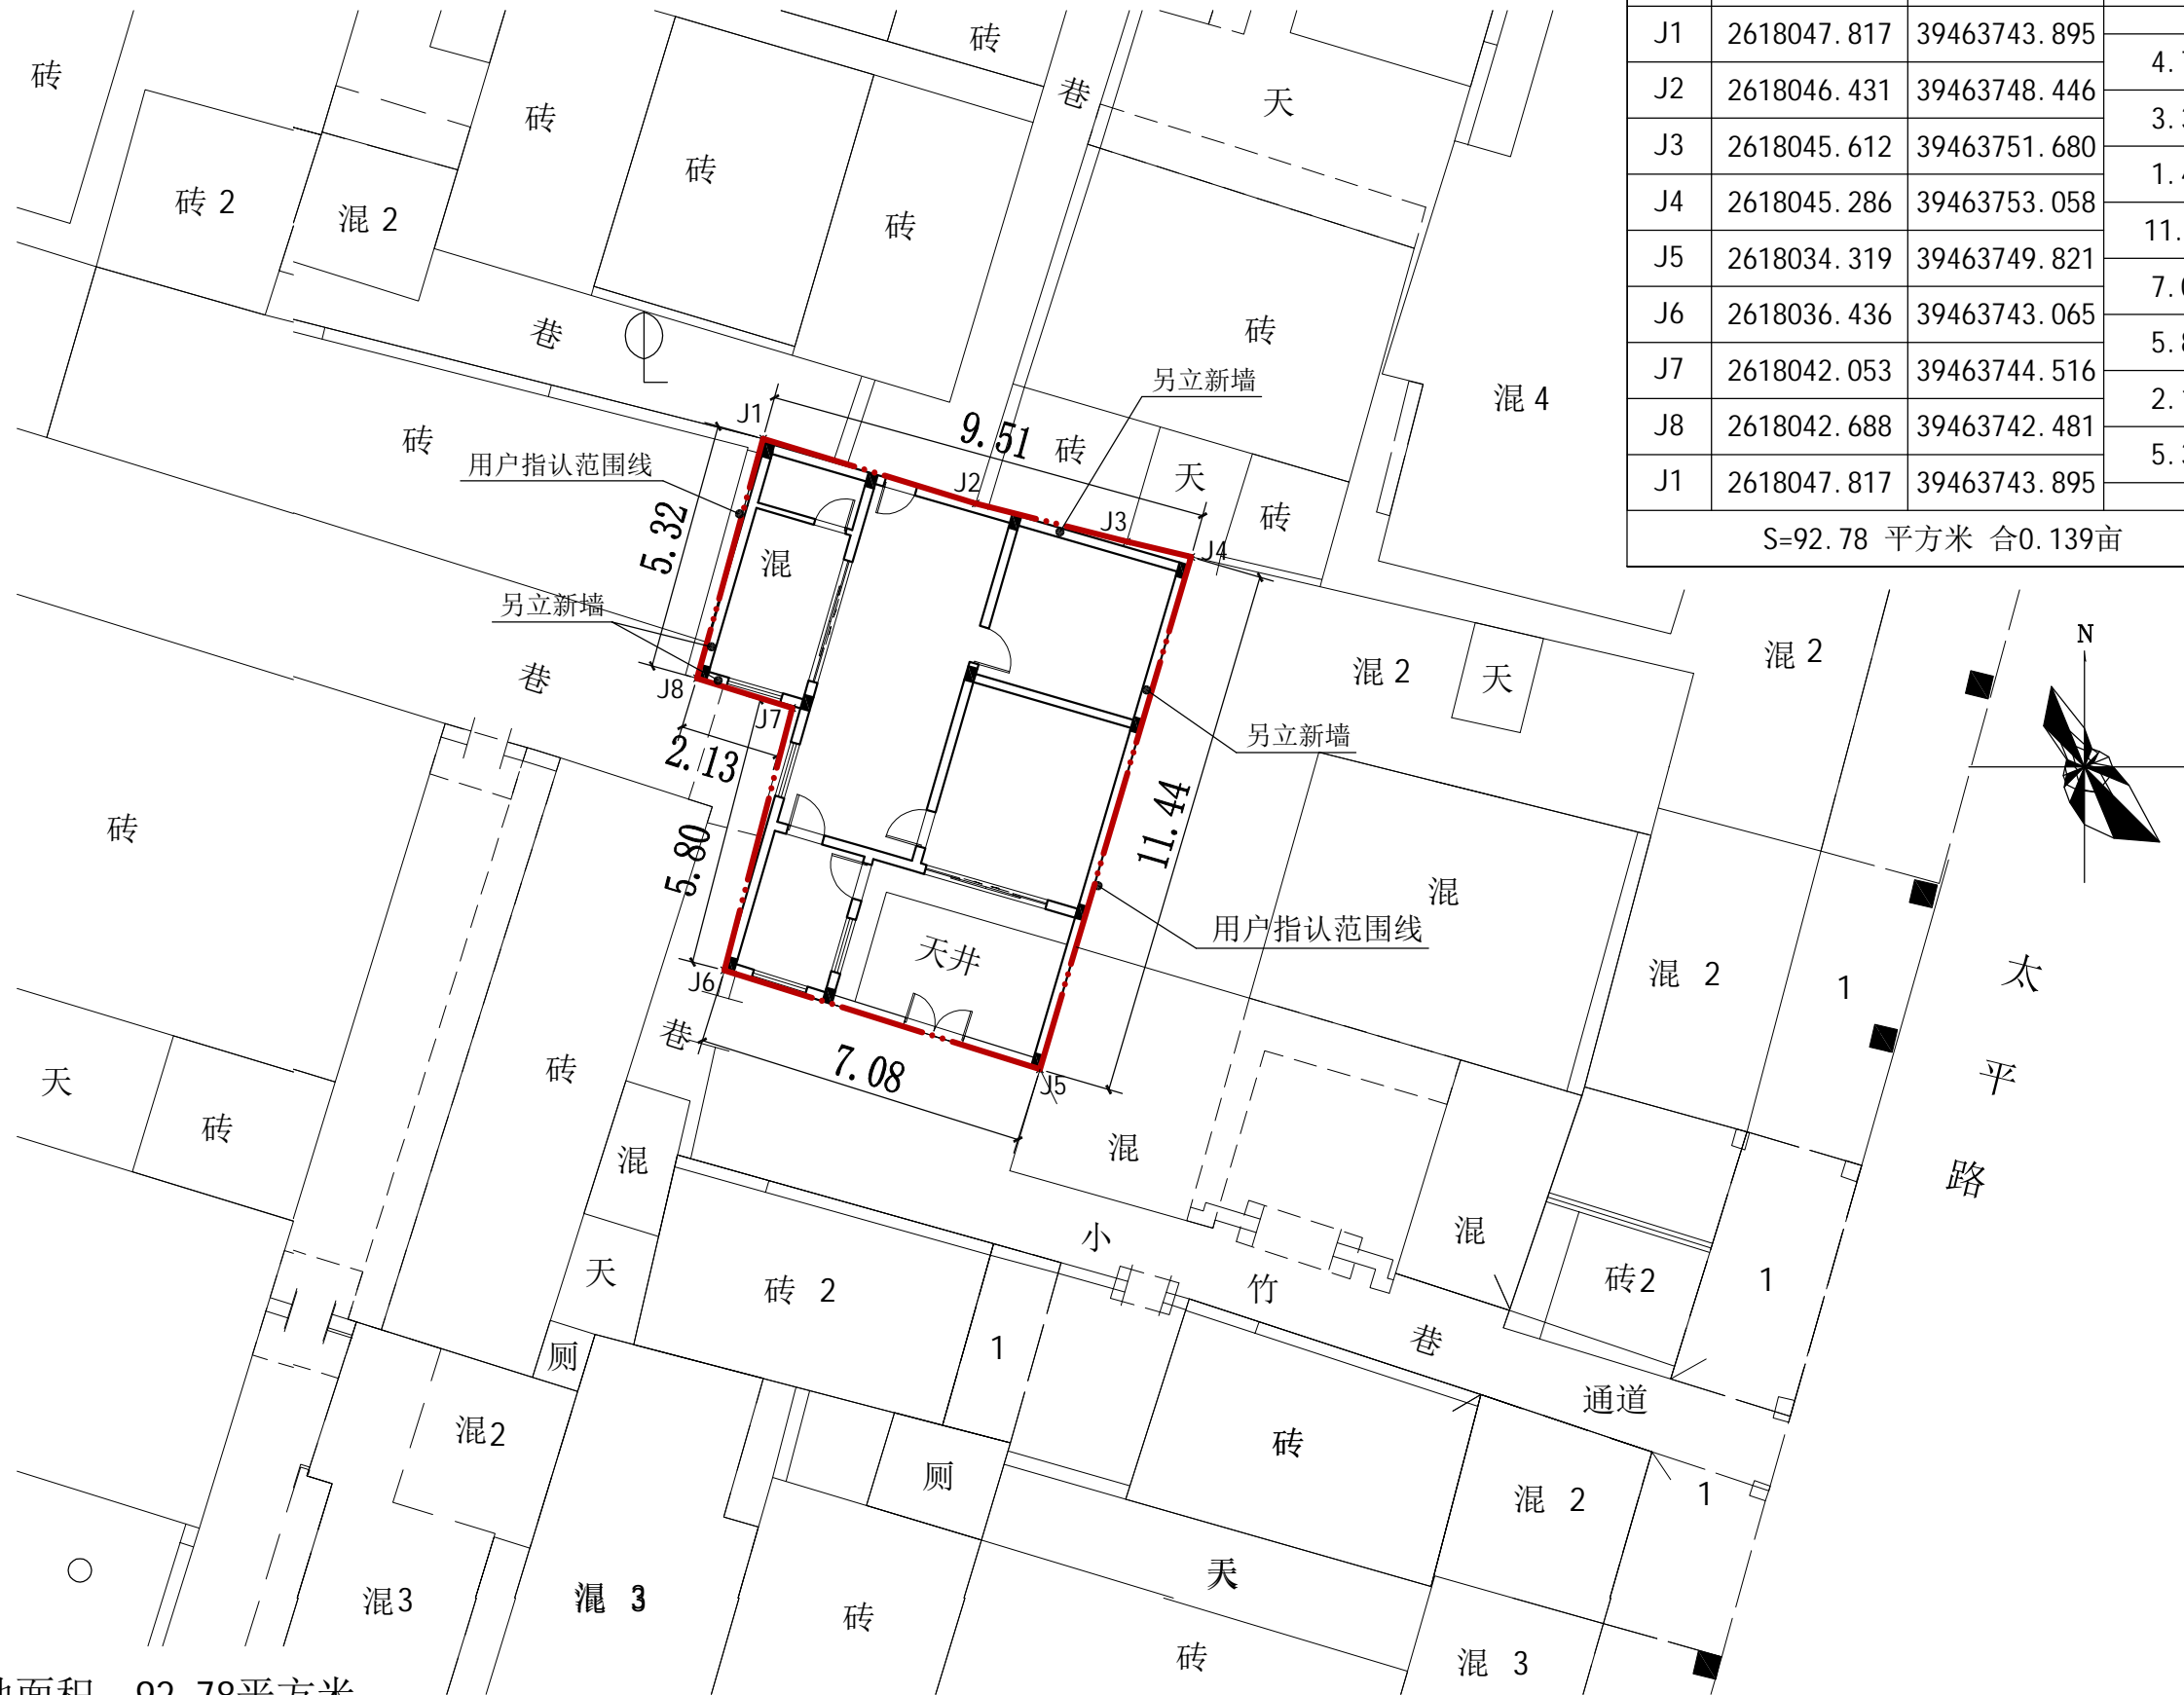 J1 2618047.817 39463743.895
J2 2618046.431 39463748.446
J3 2618045.612 39463751.680
J4 2618045.286 39463753.058
J5 2618034.319 39463749.821
J6 2618036.436 39463743.065
J7 2618042.053 39463744.516
J8 2618042.688 39463742.481
J1 2618047.817 39463743.895
S=92.78 平方米 合0.139亩
砖
砖
巷
天
砖
砖
砖 2
混 2
砖
巷
砖
另立新墙
混 4
J1
9.51
砖
砖
用户指认范围线
J2
天
砖
J3
5.32
混
J4
另立新墙
N
混 2
混 2
天
巷
J8
J7
另立新墙
2.13
11.44
砖
5.80
混
用户指认范围线
天井
混 2
1
太
J6
巷
7.08
J5
平
天
砖
砖
混
混
路
小
混
天
砖 2
竹
砖2
1
1
巷
厕
通道
混2
砖
厕
混 2
1
天
混3
混 3
砖
砖
混 3
地面积 92.78平方米